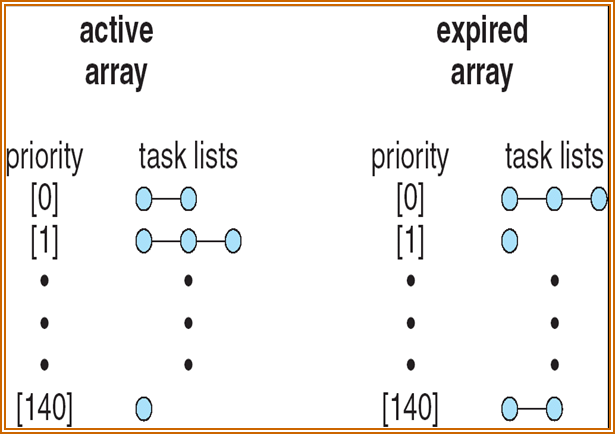 active
array
priority task lists
[0]
[1]
[140]
expired
array
priority task lists
[0]
[1]
[140]